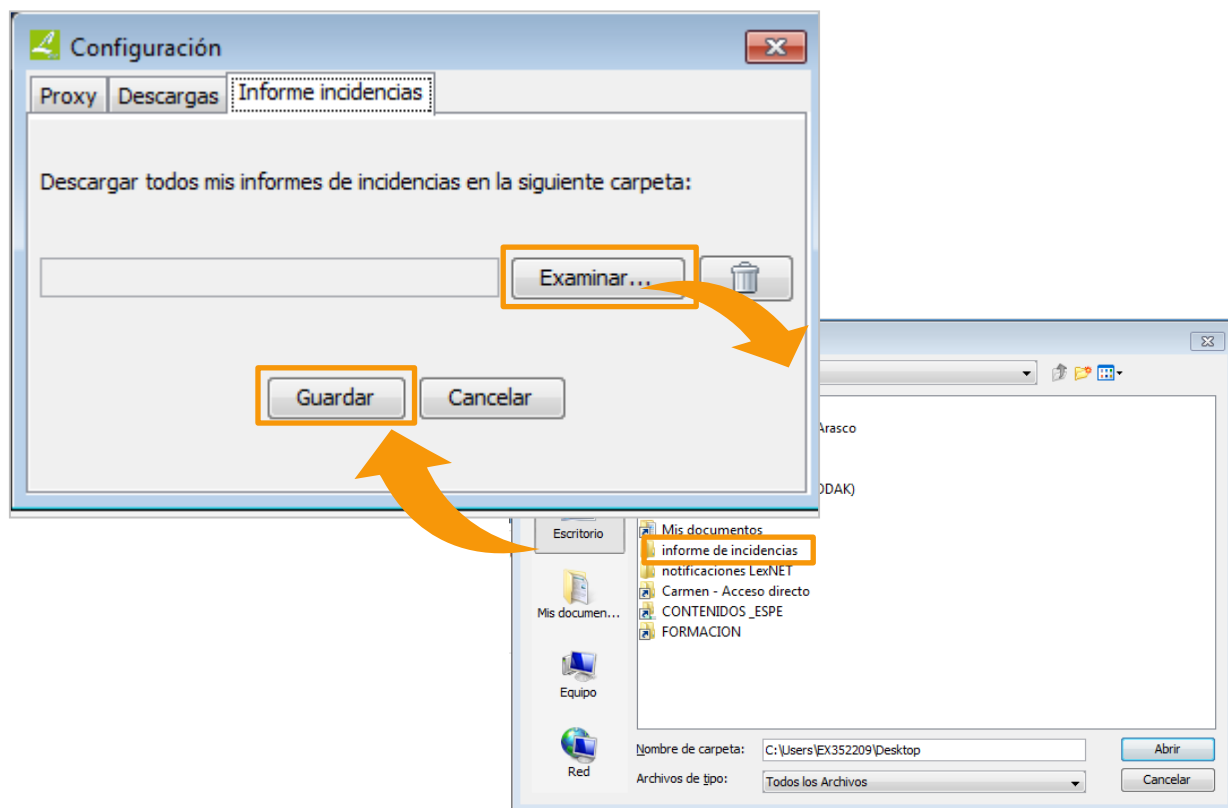 Configuración
Proxy Descargas Informe incidencias
Descargar todos mis informes de incidencias en la siguiente carpeta:
Examinar...
Guardar Cancelar
Arasco
ODAK)
Escritorio
Mis documentos
informe de incidencias
notificaciones LexNET
Carmen - Acceso directo
Mis documen...
CONTENIDOS _ESPE
FORMACION
Equipo
Red
Nombre de carpeta: C:\Users\EX352209\Desktop Abrir
Archivos de tipo: Todos los Archivos Cancelar